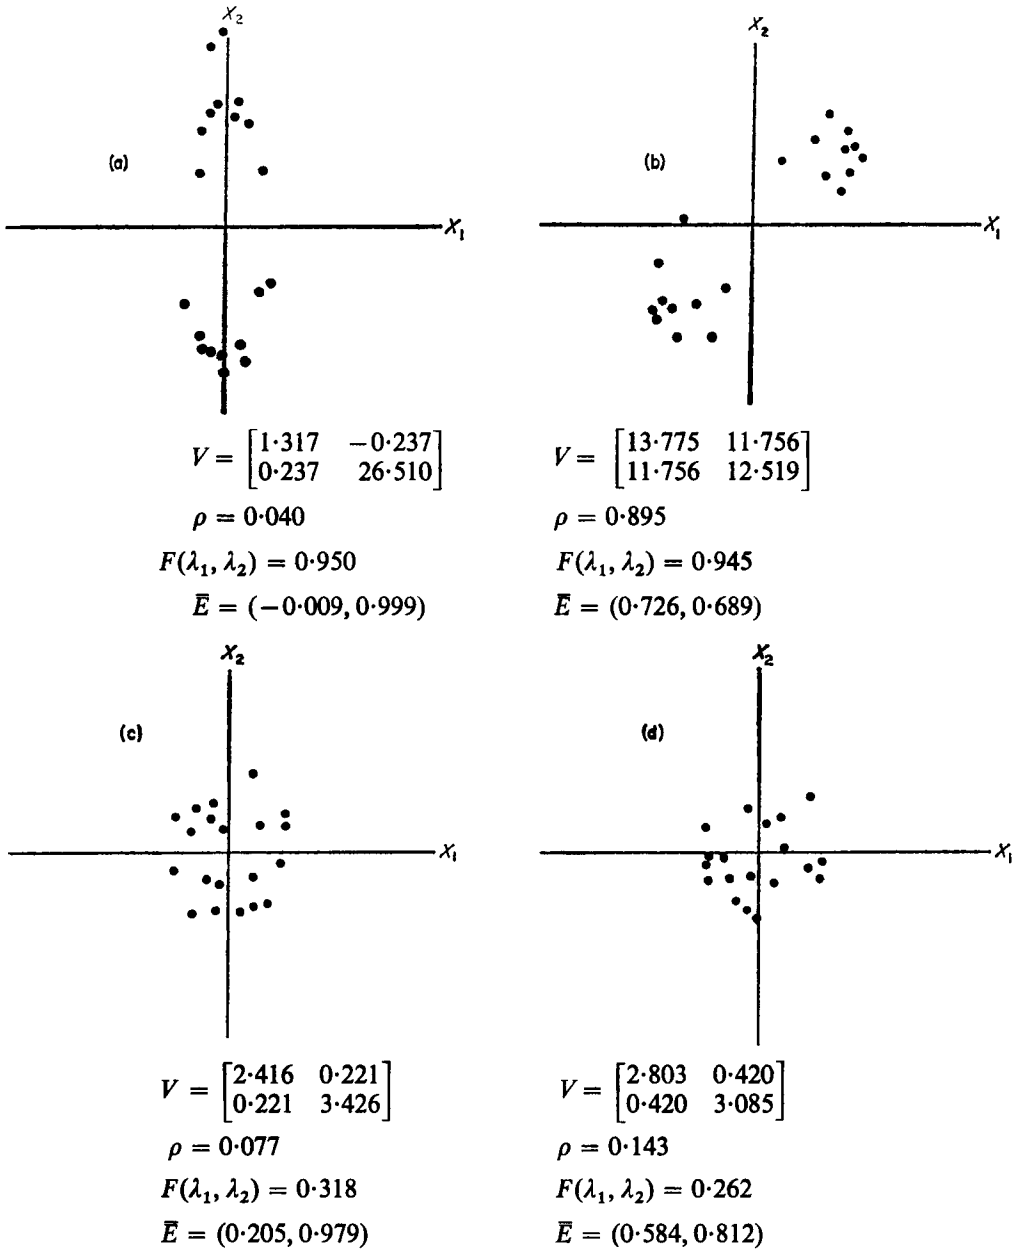 X₂
X₂
(a)
(b)
X₁
X₁
V = [1·317 −0·237]
[0·237 26·510]
V = [13·775 11·756]
[11·756 12·519]
ρ = 0·040
ρ = 0·895
F(λ₁, λ₂) = 0·950
F(λ₁, λ₂) = 0·945
E̅ = (−0·009, 0·999)
E̅ = (0·726, 0·689)
X₂
X₂
(c)
(d)
X₁
X₁
V = [2·416 0·221]
[0·221 3·426]
V = [2·803 0·420]
[0·420 3·085]
ρ = 0·077
ρ = 0·143
F(λ₁, λ₂) = 0·318
F(λ₁, λ₂) = 0·262
E̅ = (0·205, 0·979)
E̅ = (0·584, 0·812)